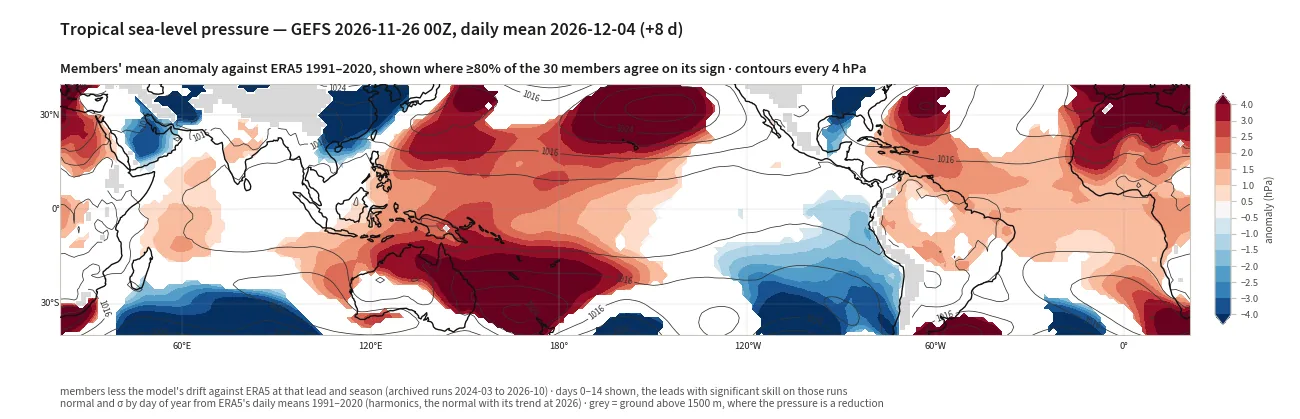 Tropical sea-level pressure — GEFS 2026-11-26 00Z, daily mean 2026-12-04 (+8 d)
Members' mean anomaly against ERA5 1991–2020, shown where ≥80% of the 30 members agree on its sign · contours every 4 hPa
1024
1016
1016
1016
1016
1016
1016
1016
1016
30°N
0°
30°S
60°E
120°E
180°
120°W
60°W
0°
4.0
3.0
2.5
2.0
1.5
1.0
0.5
−0.5
−1.0
−1.5
−2.0
−2.5
−3.0
−4.0
anomaly (hPa)
members less the model's drift against ERA5 at that lead and season (archived runs 2024-03 to 2026-10) · days 0–14 shown, the leads with significant skill on those runs
normal and σ by day of year from ERA5's daily means 1991–2020 (harmonics, the normal with its trend at 2026) · grey = ground above 1500 m, where the pressure is a reduction